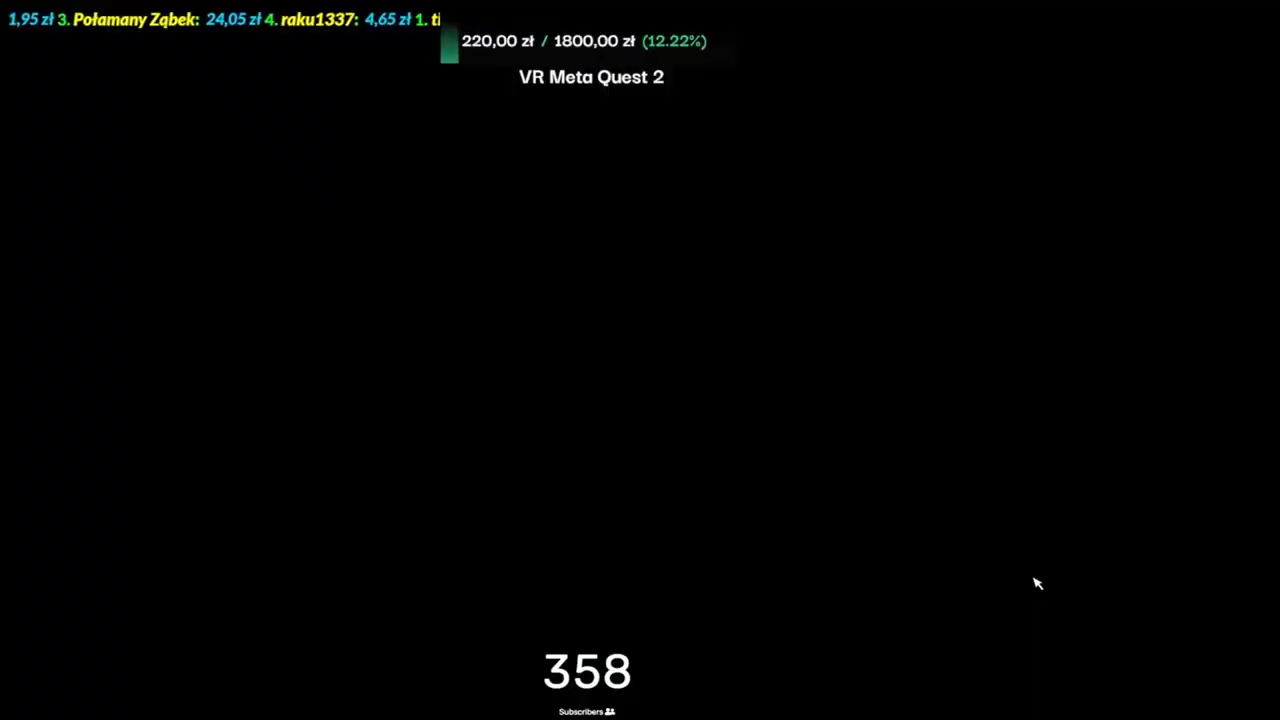 1,95 zł 3. Połamany Ząbek: 24,05 zł 4. raku1337: 4,65 zł 1. ti
220,00 zł / 1800,00 zł (12.22%)
VR Meta Quest 2
358
Subscribers